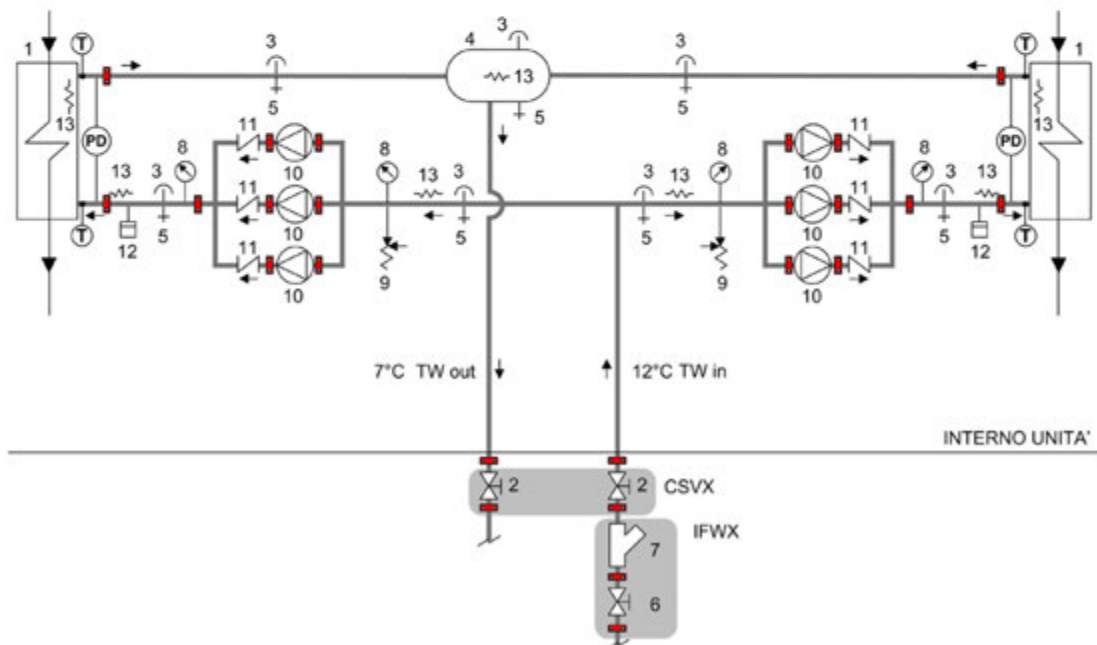 1 T 3 4 3 3 T 1
13 13
13 PD 5 5 5 PD 13
11 10 8 8 10 11
13 3 8 11 10 13 3 3 13 10 11 8 3 13
5 5 5 5
T 12 11 10 9 9 10 11 12 T
7°C TW out 12°C TW in
INTERNO UNITA'
2 2 CSVX
IFWX
7
6